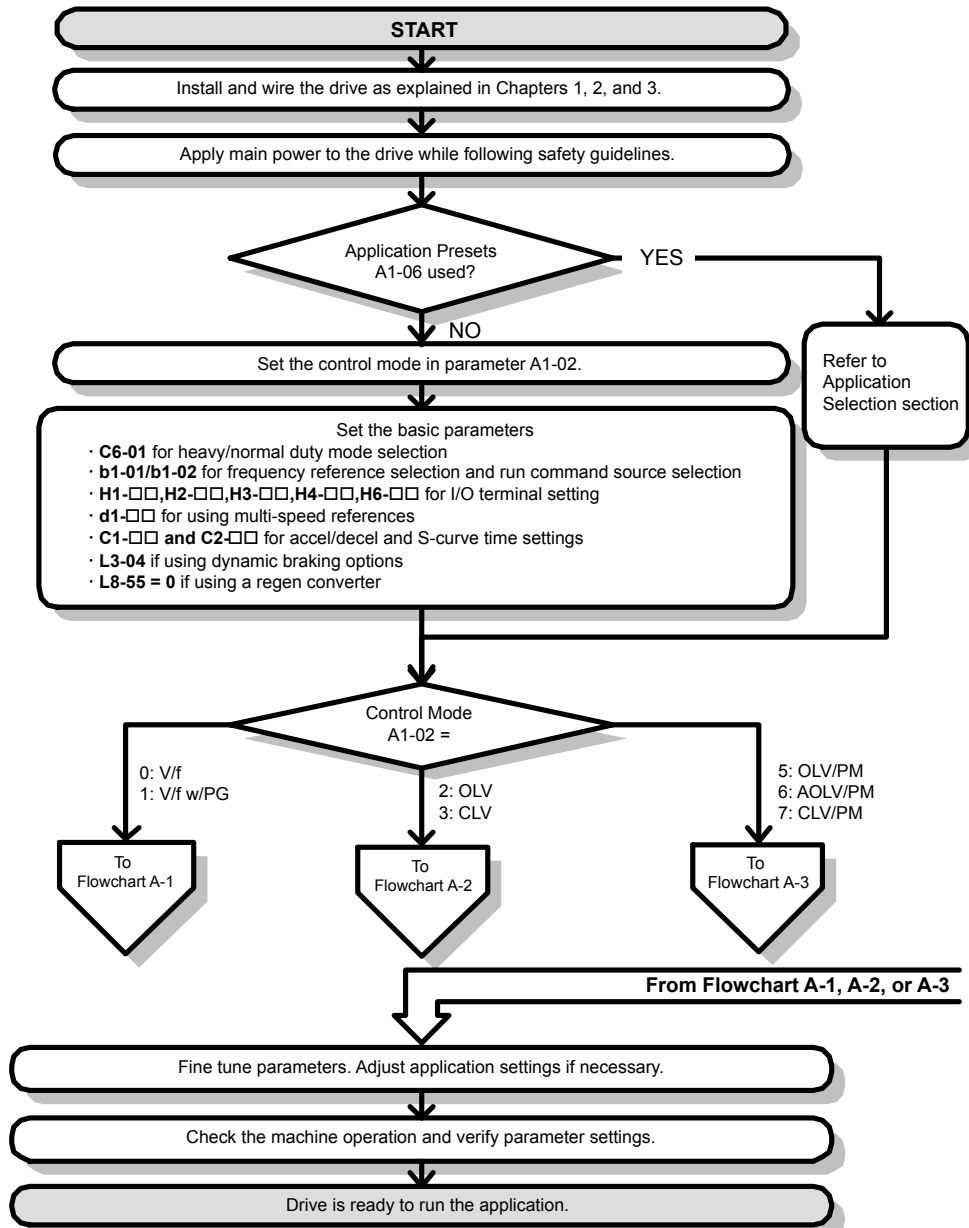 START
Install and wire the drive as explained in Chapters 1, 2, and 3.
Apply main power to the drive while following safety guidelines.
Application Presets
A1-06 used?
YES
NO
Set the control mode in parameter A1-02.
Refer to
Application
Selection section
Set the basic parameters
· C6-01 for heavy/normal duty mode selection
· b1-01/b1-02 for frequency reference selection and run command source selection
· H1-□□,H2-□□,H3-□□,H4-□□,H6-□□ for I/O terminal setting
· d1-□□ for using multi-speed references
· C1-□□ and C2-□□ for accel/decel and S-curve time settings
· L3-04 if using dynamic braking options
· L8-55 = 0 if using a regen converter
Control Mode
A1-02 =
0: V/f
1: V/f w/PG
2: OLV
3: CLV
5: OLV/PM
6: AOLV/PM
7: CLV/PM
To
Flowchart A-1
To
Flowchart A-2
To
Flowchart A-3
From Flowchart A-1, A-2, or A-3
Fine tune parameters. Adjust application settings if necessary.
Check the machine operation and verify parameter settings.
Drive is ready to run the application.